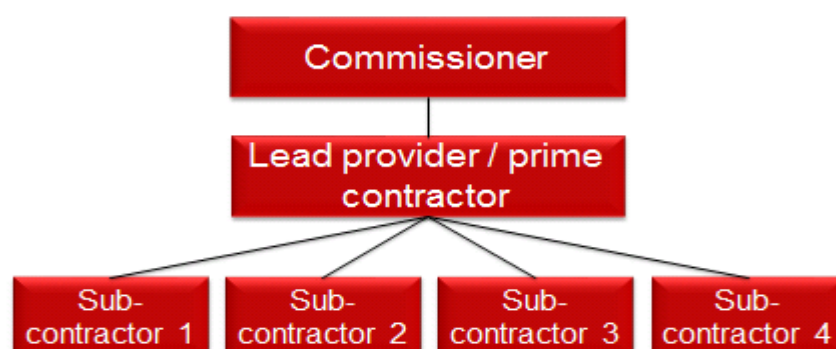 Commissioner
Lead provider / prime
contractor
Sub-
contractor 1
Sub-
contractor 2
Sub-
contractor 3
Sub-
contractor 4